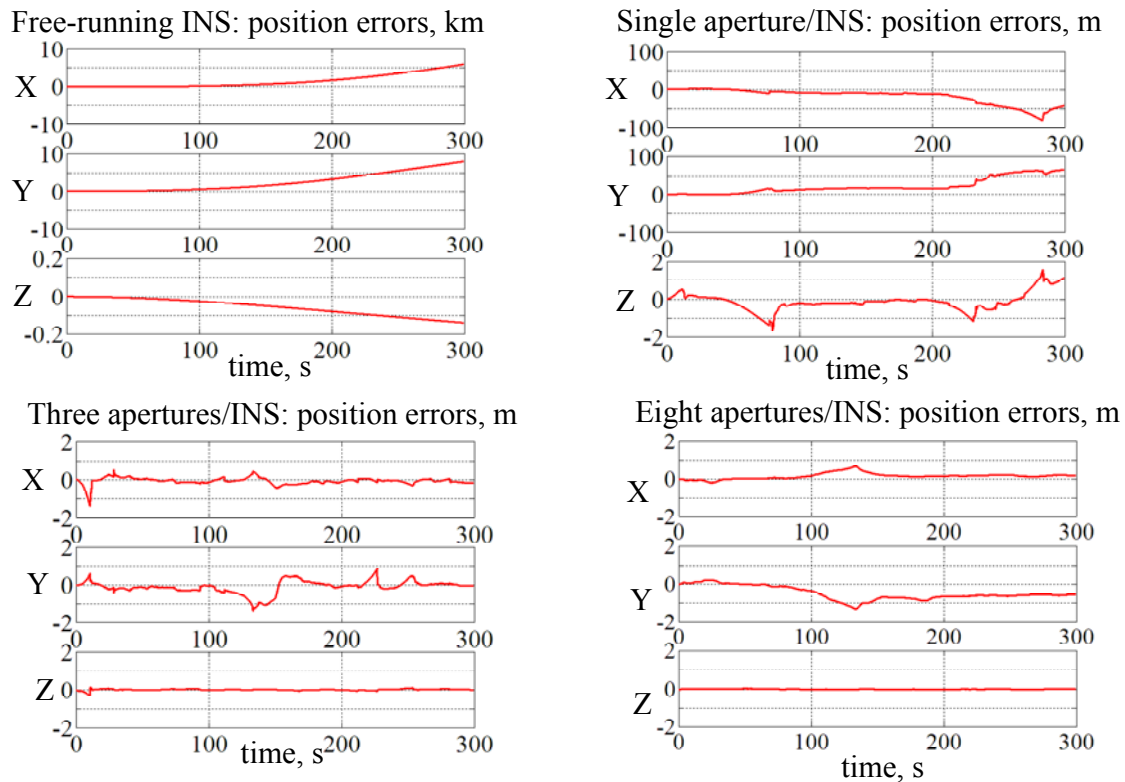 Free-running INS: position errors, km
10
X 0
-10
0 100 200 300
10
Y 0
-10
0 100 200 300
0.2
Z 0
-0.2
0 100 200 300
time, s
Single aperture/INS: position errors, m
100
X 0
-100
0 100 200 300
100
Y 0
-100
0 100 200 300
2
Z 0
-2
0 100 200 300
time, s
Three apertures/INS: position errors, m
2
X 0
-2
0 100 200 300
2
Y 0
-2
0 100 200 300
2
Z 0
-2
0 100 200 300
time, s
Eight apertures/INS: position errors, m
2
X 0
-2
0 100 200 300
2
Y 0
-2
0 100 200 300
2
Z 0
-2
0 100 200 300
time, s